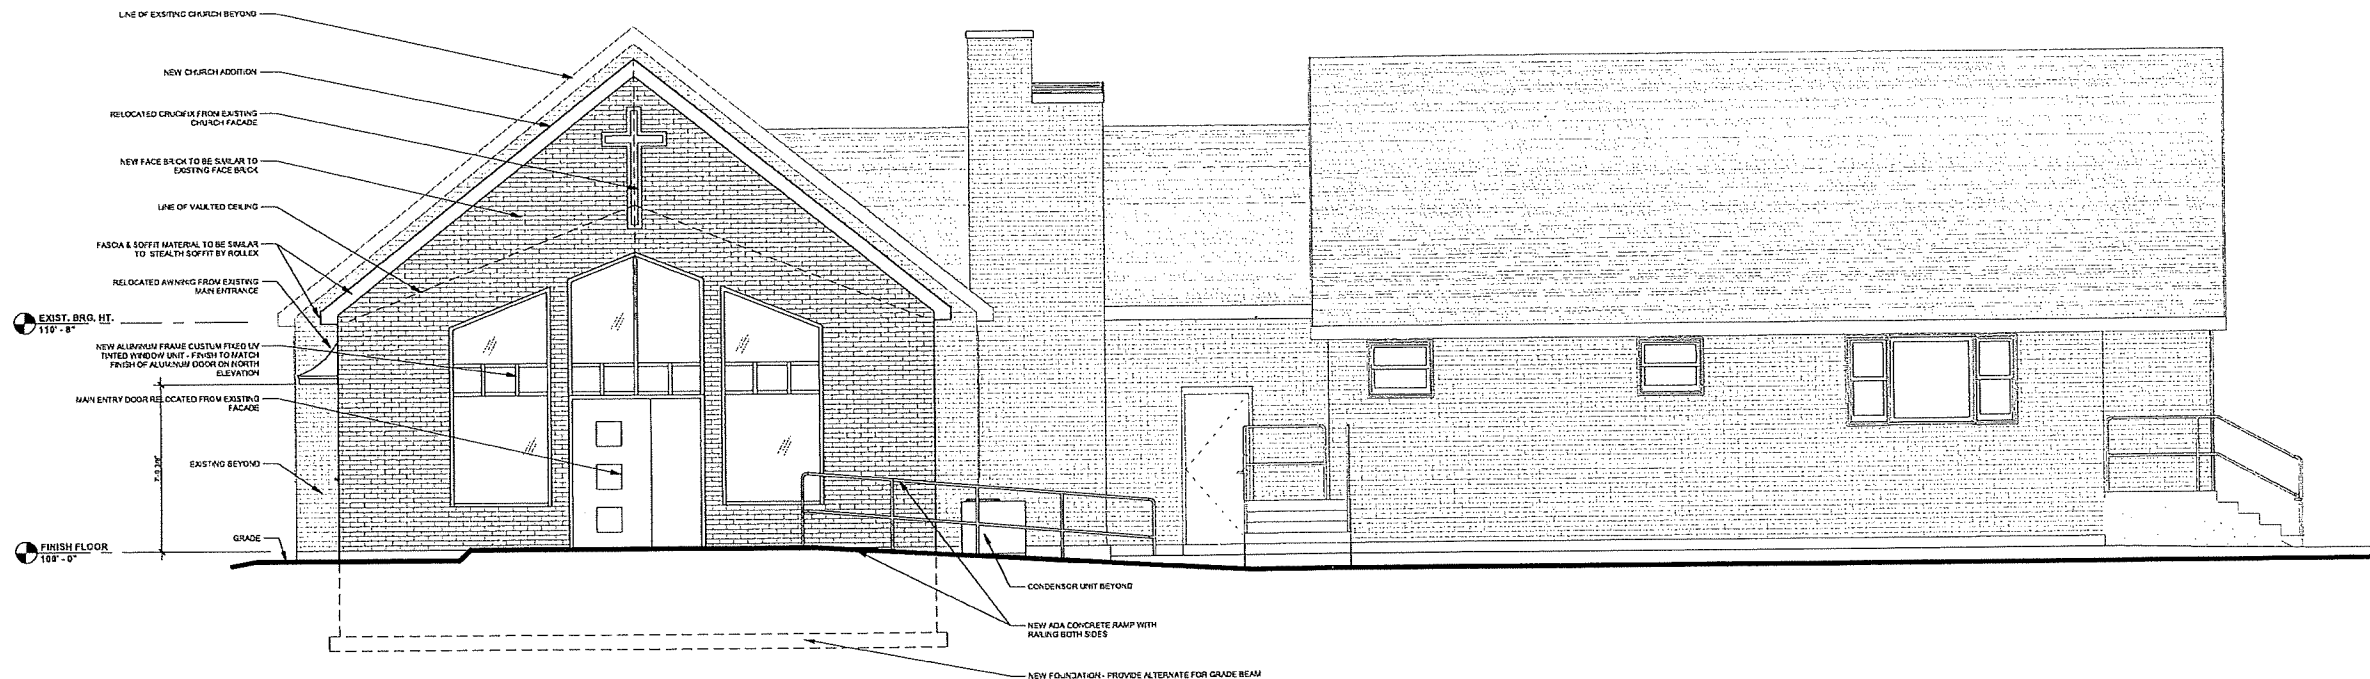 LINE OF EXSITING CHURCH BEYOND
NEW CHURCH ADDITION
RELOCATED CRUCIFIX FROM EXISTING
CHURCH FACADE
NEW FACE BRICK TO BE SIMILAR TO
EXISTING FACE BRICK
LINE OF VAULTED CEILING
FASCIA & SOFFIT MATERIAL TO BE SIMILAR
TO STEALTH SOFFIT BY ROLLEX
RELOCATED AWNING FROM EXISTING
MAIN ENTRANCE
EXIST. BRG. HT.
110' - 8"
NEW ALUMINUM FRAME CUSTUM FIXED UV
TINTED WINDOW UNIT - FINISH TO MATCH
FINISH OF ALUMINUM DOOR ON NORTH
ELEVATION
MAIN ENTRY DOOR RELOCATED FROM EXISTING
FACADE
EXISTING BEYOND
GRADE
FINISH FLOOR
100' - 0"
CONDENSOR UNIT BEYOND
NEW ADA CONCRETE RAMP WITH
RAILING BOTH SIDES
NEW FOUNDATION - PROVIDE ALTERNATE FOR GRADE BEAM